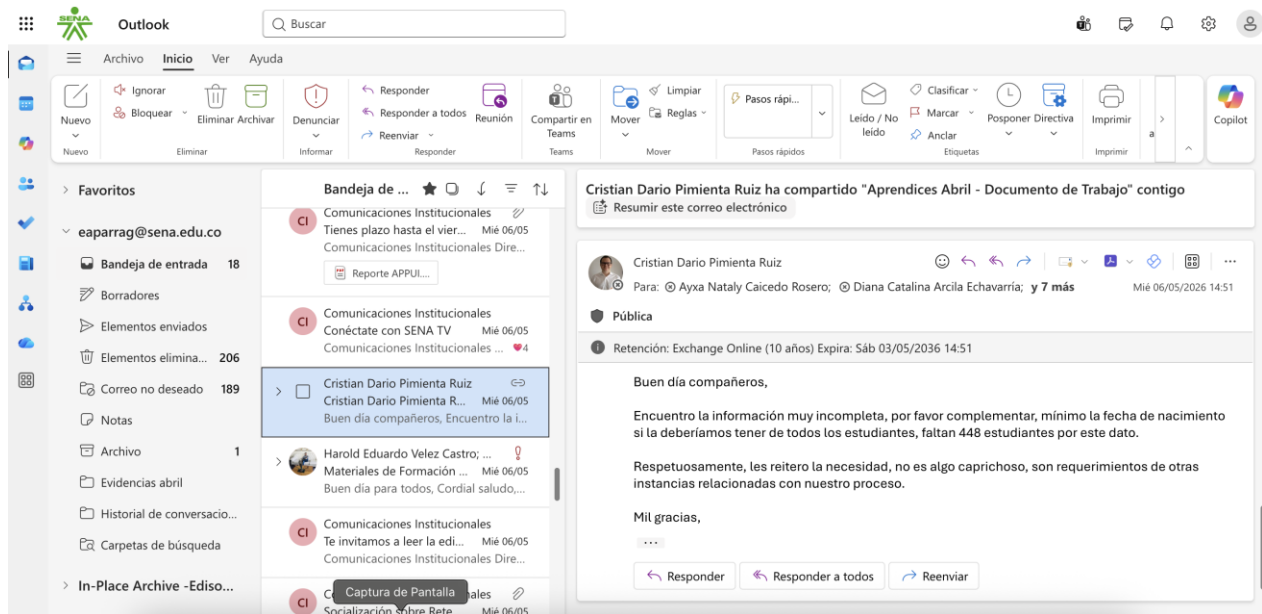 SENA
Outlook
Buscar
Archivo Inicio Ver Ayuda
Nuevo
Nuevo
Ignorar
Bloquear
Eliminar Archivar
Eliminar
Denunciar
Informar
Responder
Responder a todos
Reenviar
Reunión
Responder
Compartir en
Teams
Teams
Mover
Limpiar
Reglas
Mover
Pasos rápi...
Pasos rápidos
Leído / No
leído
Clasificar
Marcar
Anclar
Posponer Directiva
Etiquetas
Imprimir
Imprimir
a
Copilot
Favoritos
eaparrag@sena.edu.co
Bandeja de entrada 18
Borradores
Elementos enviados
Elementos elimina... 206
Correo no deseado 189
Notas
Archivo 1
Evidencias abril
Historial de conversacio...
Carpetas de búsqueda
In-Place Archive -Ediso...
Bandeja de ...
CI
Comunicaciones Institucionales
Tienes plazo hasta el vier... Mié 06/05
Comunicaciones Institucionales Dire...
Reporte APPUI....
CI
Comunicaciones Institucionales
Conéctate con SENA TV Mié 06/05
Comunicaciones Institucionales ... 4
Cristian Dario Pimienta Ruiz
Cristian Dario Pimienta R... Mié 06/05
Buen día compañeros, Encuentro la i...
Harold Eduardo Velez Castro; ...
Materiales de Formación ... Mié 06/05
Buen día para todos, Cordial saludo,...
CI
Comunicaciones Institucionales
Te invitamos a leer la edi... Mié 06/05
Comunicaciones Institucionales Dire...
CI
Captura de Pantalla
Socialización sobre Rete... Mié 06/05
Cristian Dario Pimienta Ruiz ha compartido "Aprendices Abril - Documento de Trabajo" contigo
Resumir este correo electrónico
Cristian Dario Pimienta Ruiz
Para: Ayxa Nataly Caicedo Rosero; Diana Catalina Arcila Echavarría; y 7 más Mié 06/05/2026 14:51
Pública
Retención: Exchange Online (10 años) Expira: Sáb 03/05/2036 14:51
Buen día compañeros,
Encuentro la información muy incompleta, por favor complementar, mínimo la fecha de nacimiento
si la deberíamos tener de todos los estudiantes, faltan 448 estudiantes por este dato.
Respetuosamente, les reitero la necesidad, no es algo caprichoso, son requerimientos de otras
instancias relacionadas con nuestro proceso.
Mil gracias,
...
Responder Responder a todos Reenviar